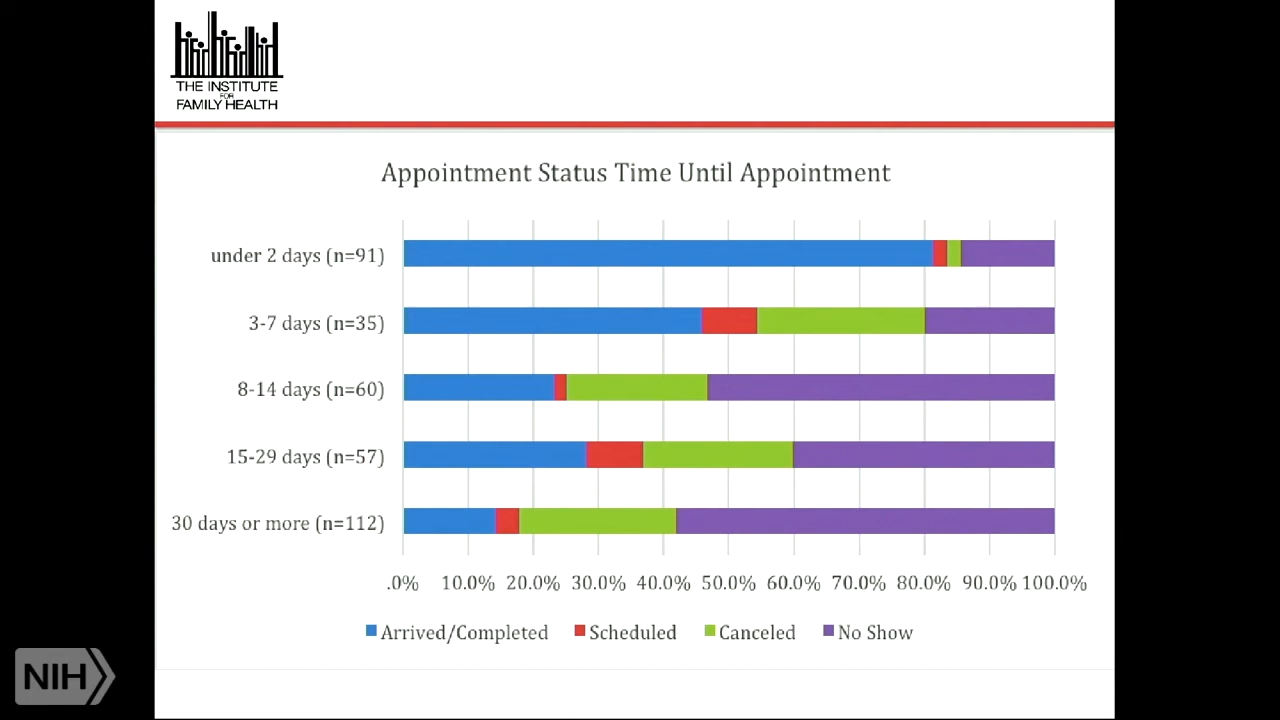 THE INSTITUTE
FOR
FAMILY HEALTH
Appointment Status Time Until Appointment
under 2 days (n=91)
3-7 days (n=35)
8-14 days (n=60)
15-29 days (n=57)
30 days or more (n=112)
.0% 10.0% 20.0% 30.0% 40.0% 50.0% 60.0% 70.0% 80.0% 90.0% 100.0%
Arrived/Completed Scheduled Canceled No Show
NIH